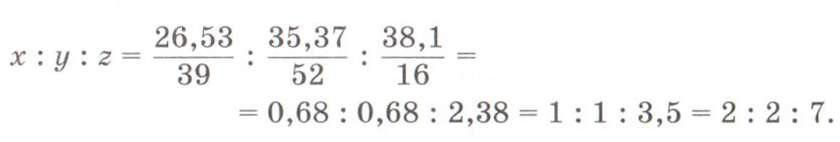 x : y : z = 26,53/39 : 35,37/52 : 38,1/16 =
= 0,68 : 0,68 : 2,38 = 1 : 1 : 3,5 = 2 : 2 : 7.